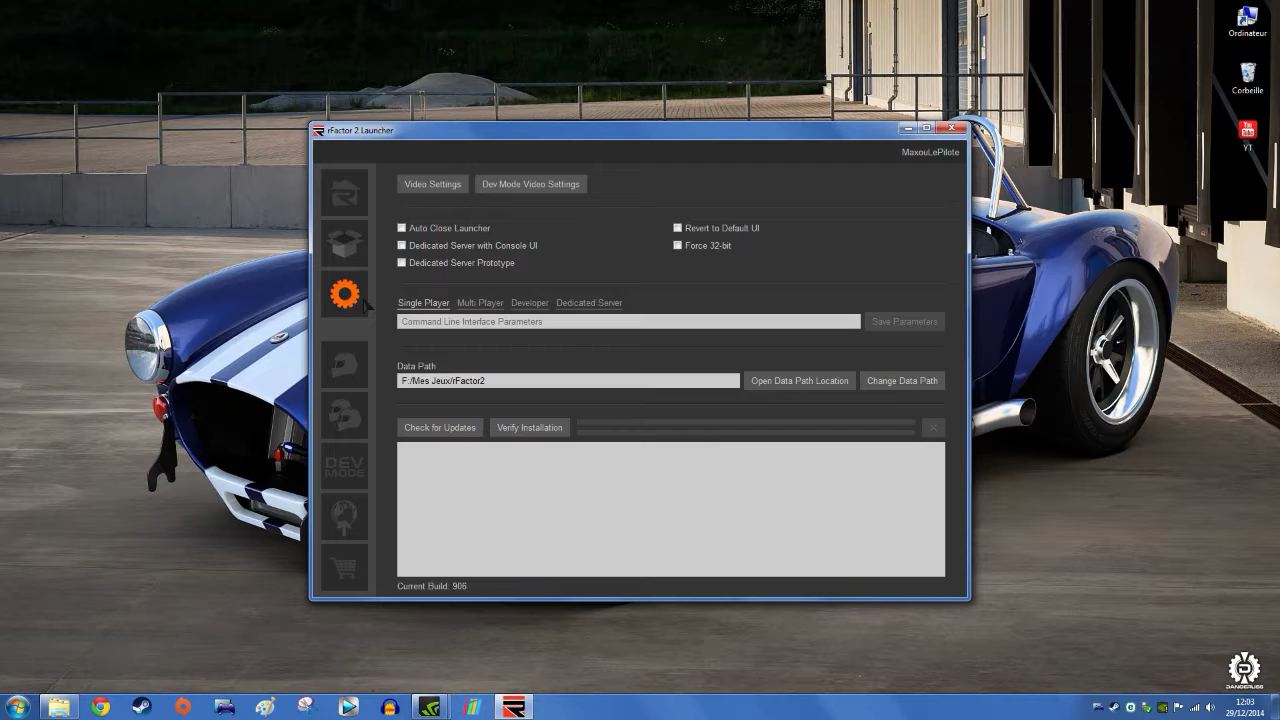 Ordinateur
Corbeille
You Tube
YT
rFactor 2 Launcher
MaxouLePilote
Video Settings
Dev Mode Video Settings
Auto Close Launcher
Revert to Default UI
Dedicated Server with Console UI
Force 32-bit
Dedicated Server Prototype
Single Player Multi Player Developer Dedicated Server
Command Line Interface Parameters
Save Parameters
Data Path
F:/Mes Jeux/rFactor2
Open Data Path Location
Change Data Path
Check for Updates
Verify Installation
DEV
MODE
Current Build: 906
DANGERUSS
12:03
29/12/2014